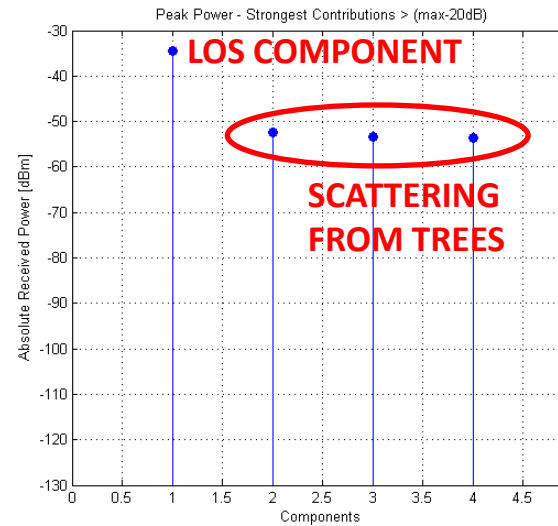 Peak Power - Strongest Contributions > (max-20dB)
LOS COMPONENT
SCATTERING
FROM TREES
Absolute Received Power [dBm]
-30
-40
-50
-60
-70
-80
-90
-100
-110
-120
-130
0 0.5 1 1.5 2 2.5 3 3.5 4 4.5
Components